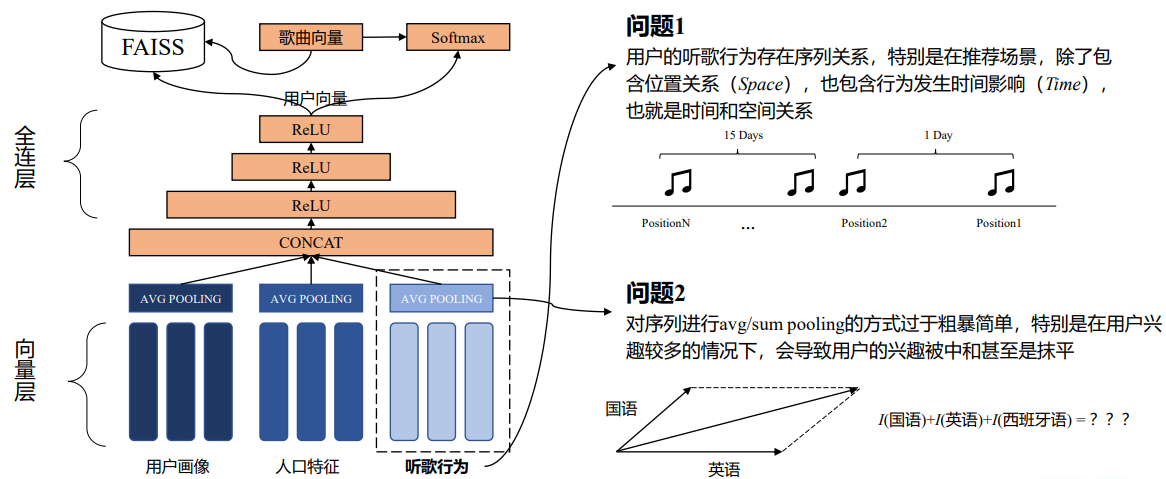 FAISS
歌曲向量
Softmax
用户向量
全连层
ReLU
ReLU
ReLU
CONCAT
AVG POOLING
AVG POOLING
AVG POOLING
向量层
用户画像
人口特征
听歌行为
问题1
用户的听歌行为存在序列关系，特别是在推荐场景，除了包
含位置关系（Space），也包含行为发生时间影响（Time），
也就是时间和空间关系
15 Days
1 Day
PositionN
...
Position2
Position1
问题2
对序列进行avg/sum pooling的方式过于粗暴简单，特别是在用户兴
趣较多的情况下，会导致用户的兴趣被中和甚至是抹平
国语
英语
I(国语)+I(英语)+I(西班牙语) = ？？？